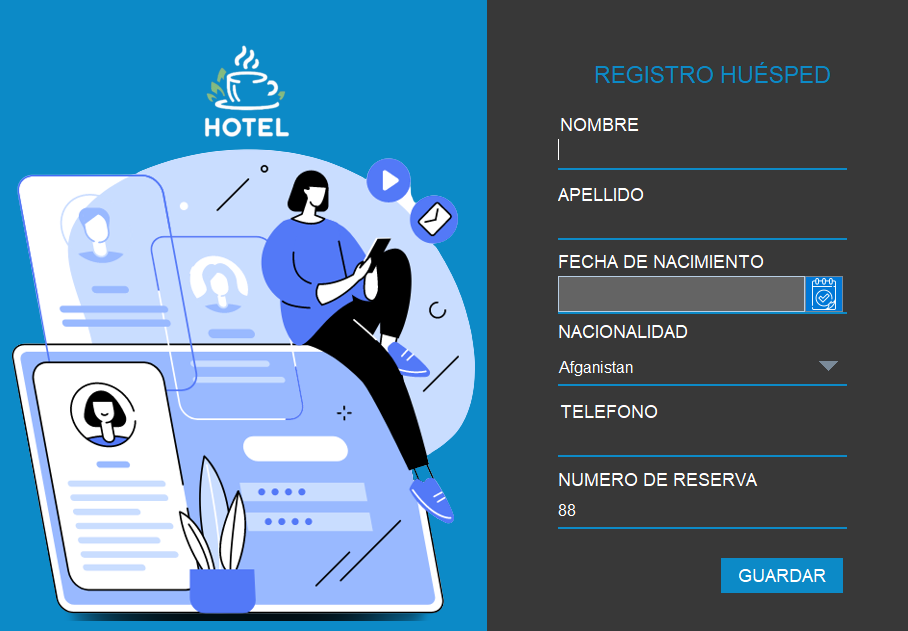 HOTEL
REGISTRO HUÉSPED
NOMBRE
APELLIDO
FECHA DE NACIMIENTO
NACIONALIDAD
Afganistan
TELEFONO
NUMERO DE RESERVA
88
GUARDAR